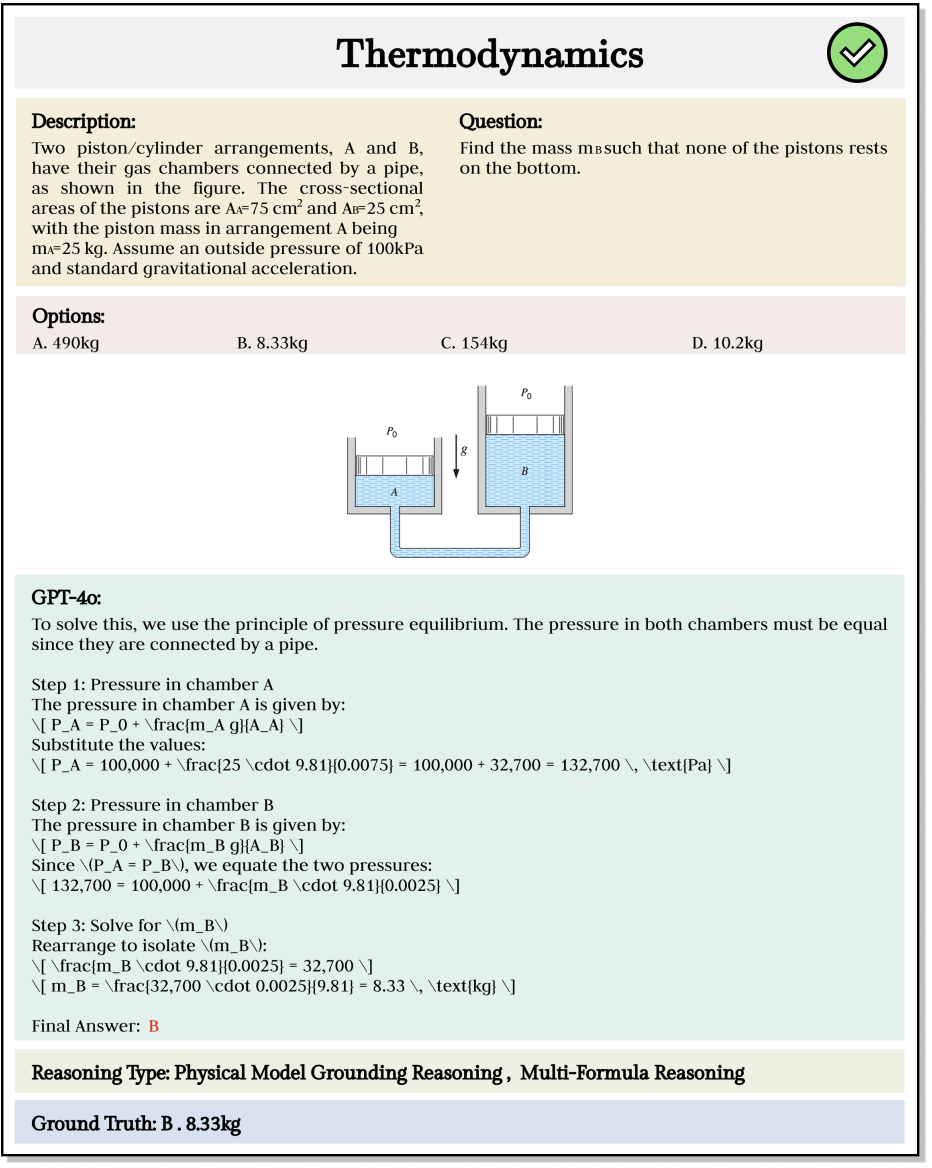 Thermodynamics
Description:
Two piston/cylinder arrangements, A and B,
have their gas chambers connected by a pipe,
as shown in the figure. The cross-sectional
areas of the pistons are AA=75 cm² and AB=25 cm²,
with the piston mass in arrangement A being
mA=25 kg. Assume an outside pressure of 100kPa
and standard gravitational acceleration.
Question:
Find the mass mB such that none of the pistons rests
on the bottom.
Options:
A. 490kg
B. 8.33kg
C. 154kg
D. 10.2kg
P0
P0
g
B
A
GPT-4o:
To solve this, we use the principle of pressure equilibrium. The pressure in both chambers must be equal
since they are connected by a pipe.
Step 1: Pressure in chamber A
The pressure in chamber A is given by:
\[ P_A = P_0 + \frac{m_A g}{A_A} \]
Substitute the values:
\[ P_A = 100,000 + \frac{25 \cdot 9.81}{0.0075} = 100,000 + 32,700 = 132,700 \, \text{Pa} \]
Step 2: Pressure in chamber B
The pressure in chamber B is given by:
\[ P_B = P_0 + \frac{m_B g}{A_B} \]
Since \(P_A = P_B\), we equate the two pressures:
\[ 132,700 = 100,000 + \frac{m_B \cdot 9.81}{0.0025} \]
Step 3: Solve for \(m_B\)
Rearrange to isolate \(m_B\):
\[ \frac{m_B \cdot 9.81}{0.0025} = 32,700 \]
\[ m_B = \frac{32,700 \cdot 0.0025}{9.81} = 8.33 \, \text{kg} \]
Final Answer: B
Reasoning Type: Physical Model Grounding Reasoning , Multi-Formula Reasoning
Ground Truth: B . 8.33kg